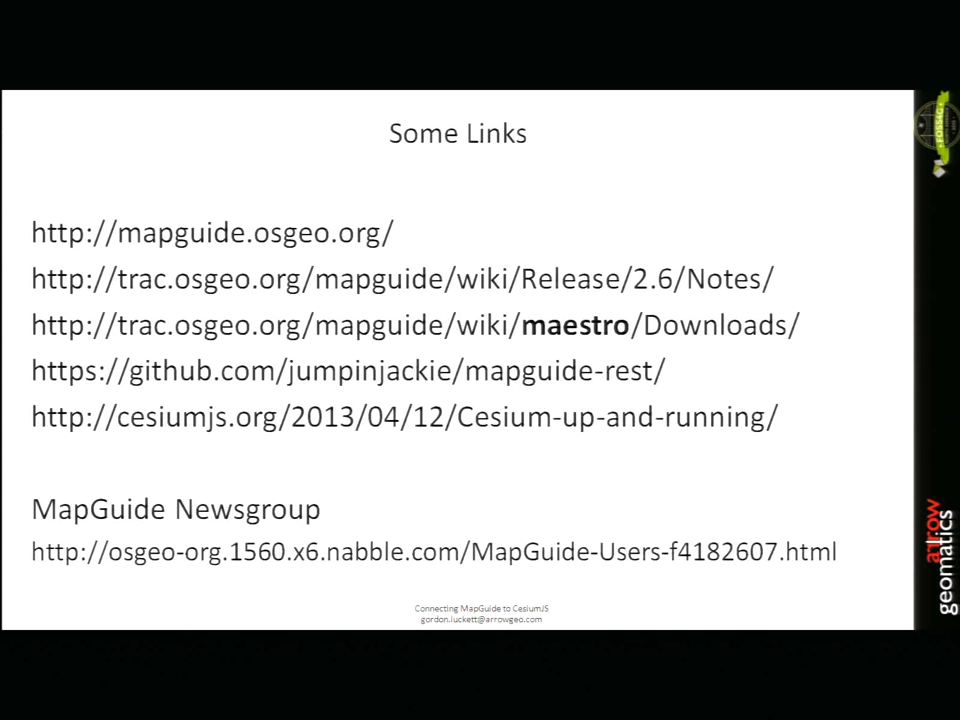 Some Links
http://mapguide.osgeo.org/
http://trac.osgeo.org/mapguide/wiki/Release/2.6/Notes/
http://trac.osgeo.org/mapguide/wiki/maestro/Downloads/
https://github.com/jumpinjackie/mapguide-rest/
http://cesiumjs.org/2013/04/12/Cesium-up-and-running/
MapGuide Newsgroup
http://osgeo-org.1560.x6.nabble.com/MapGuide-Users-f4182607.html
Connecting MapGuide to CesiumJS
gordon.luckett@arrowgeo.com
FOSS4G
arrow
geomatics